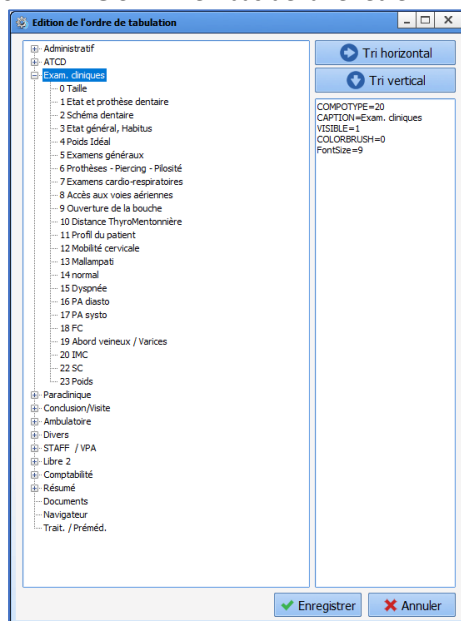 Edition de l'ordre de tabulation
Administratif
ATCD
Exam. cliniques
0 Taille
1 Etat et prothèse dentaire
2 Schéma dentaire
3 Etat général, Habitus
4 Poids Idéal
5 Examens généraux
6 Prothèses - Piercing - Pilosité
7 Examens cardio-respiratoires
8 Accès aux voies aériennes
9 Ouverture de la bouche
10 Distance ThyroMentonnière
11 Profil du patient
12 Mobilité cervicale
13 Mallampati
14 normal
15 Dyspnée
16 PA diasto
17 PA systo
18 FC
19 Abord veineux / Varices
20 IMC
22 SC
23 Poids
Paraclinique
Conclusion/Visite
Ambulatoire
Divers
STAFF / VPA
Libre 2
Comptabilité
Résumé
Documents
Navigateur
Trait. / Préméd.
Tri horizontal
Tri vertical
COMPOTYPE=20
CAPTION=Exam. cliniques
VISIBLE=1
COLORBRUSH=0
FontSize=9
Enregistrer
Annuler